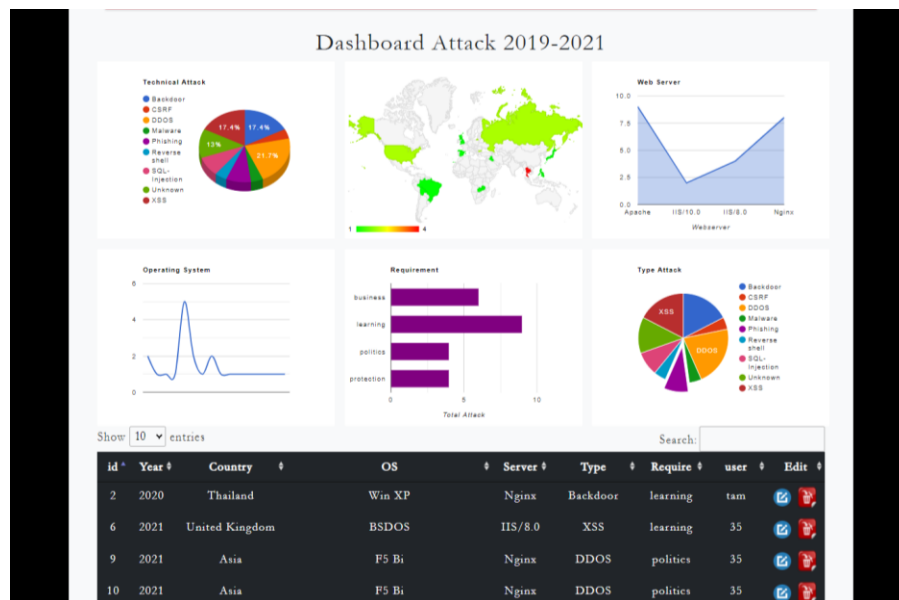 Dashboard Attack 2019-2021
Technical Attack
Backdoor
CSRF
DDOS
Malware
Phishing
Reverse
shell
SQL-
Injection
Unknown
XSS
17.4%
17.4%
13%
21.7%
1
4
Web Server
10.0
7.5
5.0
2.5
0.0
Apache IIS/10.0 IIS/8.0 Nginx
Webserver
Operating System
6
4
2
0
Requirement
business
learning
politics
protection
0 5 10
Total Attack
Type Attack
XSS
DDOS
Backdoor
CSRF
DDOS
Malware
Phishing
Reverse
shell
SQL-
Injection
Unknown
XSS
Show 10 entries
Search:
id Year Country OS Server Type Require user Edit
2 2020 Thailand Win XP Nginx Backdoor learning tam
6 2021 United Kingdom BSDOS IIS/8.0 XSS learning 35
9 2021 Asia F5 Bi Nginx DDOS politics 35
10 2021 Asia F5 Bi Nginx DDOS politics 35